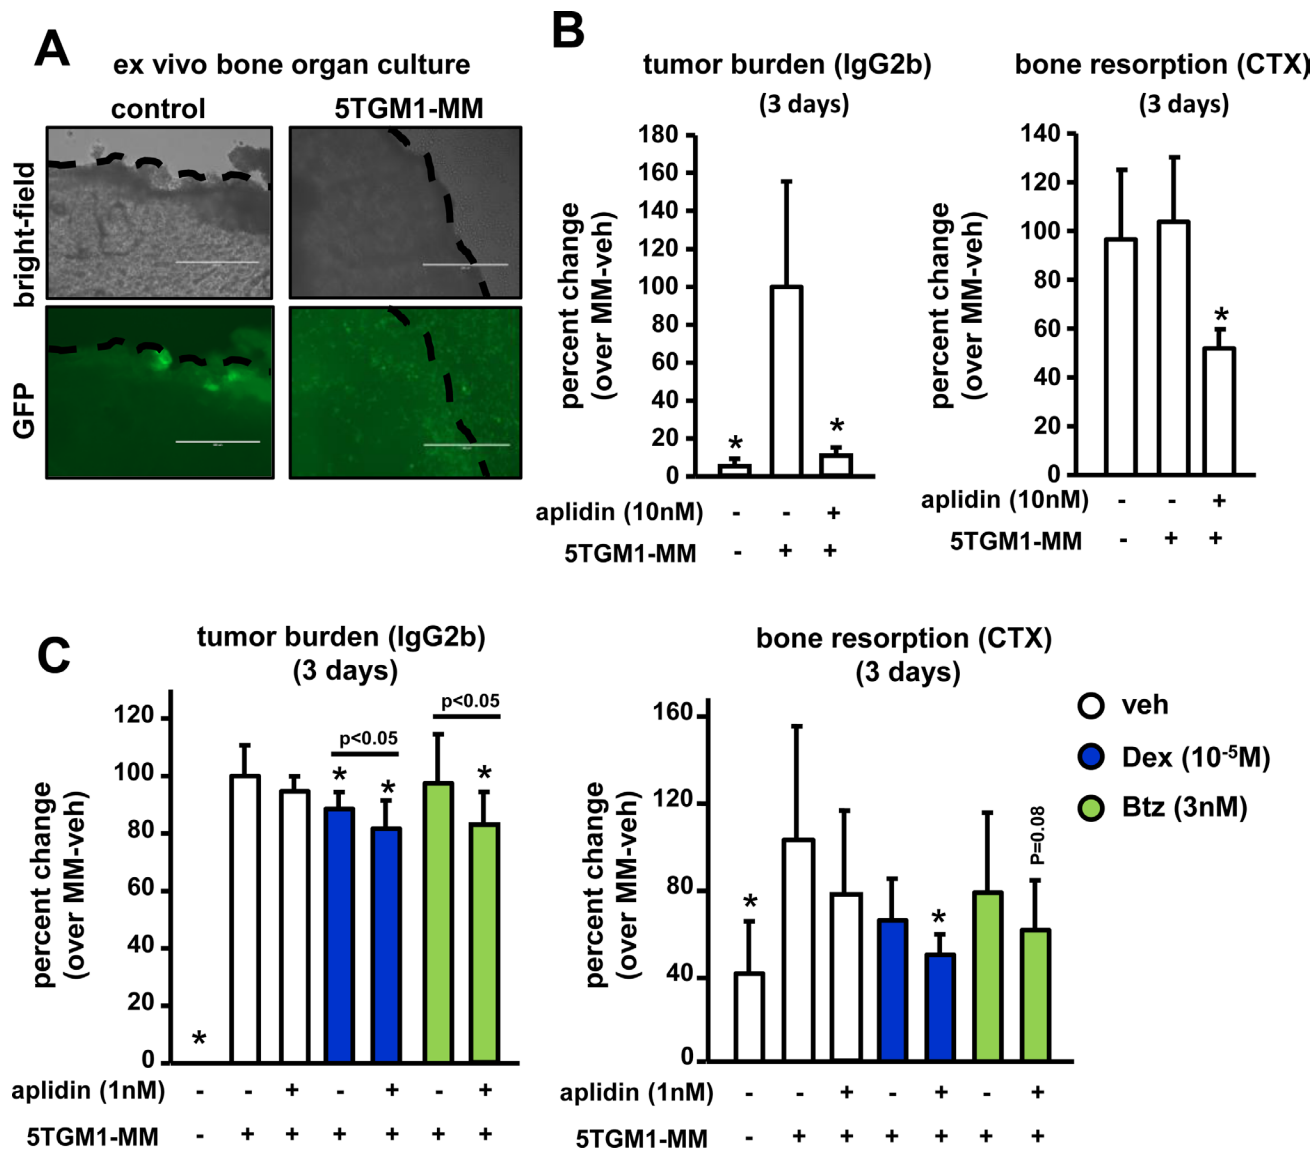 A
ex vivo bone organ culture
control
5TGM1-MM
bright-field
GFP
B
tumor burden (IgG2b)
(3 days)
percent change
(over MM-veh)
180
160
140
120
100
80
60
40
20
0
*
*
aplidin (10nM) - - +
5TGM1-MM - + +
bone resorption (CTX)
(3 days)
percent change
(over MM-veh)
140
120
100
80
60
40
20
0
*
aplidin (10nM) - - +
5TGM1-MM - + +
C
tumor burden (IgG2b)
(3 days)
percent change
(over MM-veh)
120
100
80
60
40
20
0
p<0.05
p<0.05
*
*
*
*
aplidin (1nM) - - + - + - +
5TGM1-MM - + + + + + +
bone resorption (CTX)
(3 days)
percent change
(over MM-veh)
160
120
80
40
0
*
*
P=0.08
aplidin (1nM) - - + - + - +
5TGM1-MM - + + + + + +
veh
Dex (10⁻⁵M)
Btz (3nM)